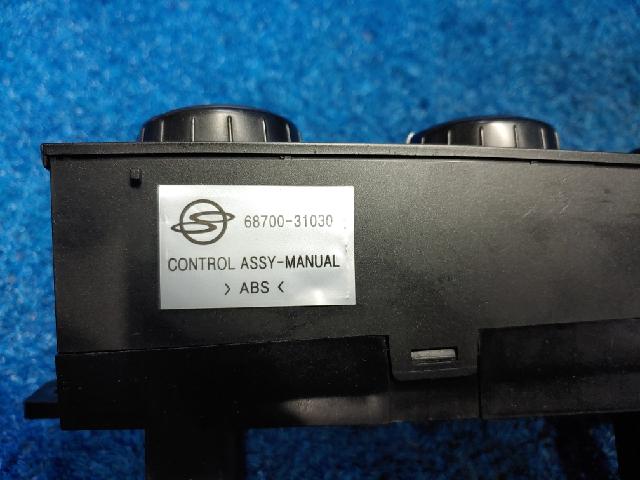 68700-31030
CONTROL ASSY-MANUAL
> ABS <